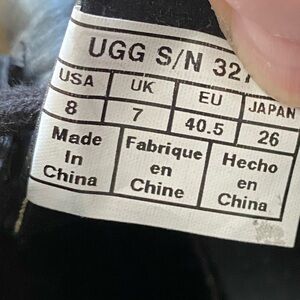 UGG S/N 321
USA UK EU JAPAN
8 7 40.5 26
Made Fabrique Hecho
In en en
China Chine China